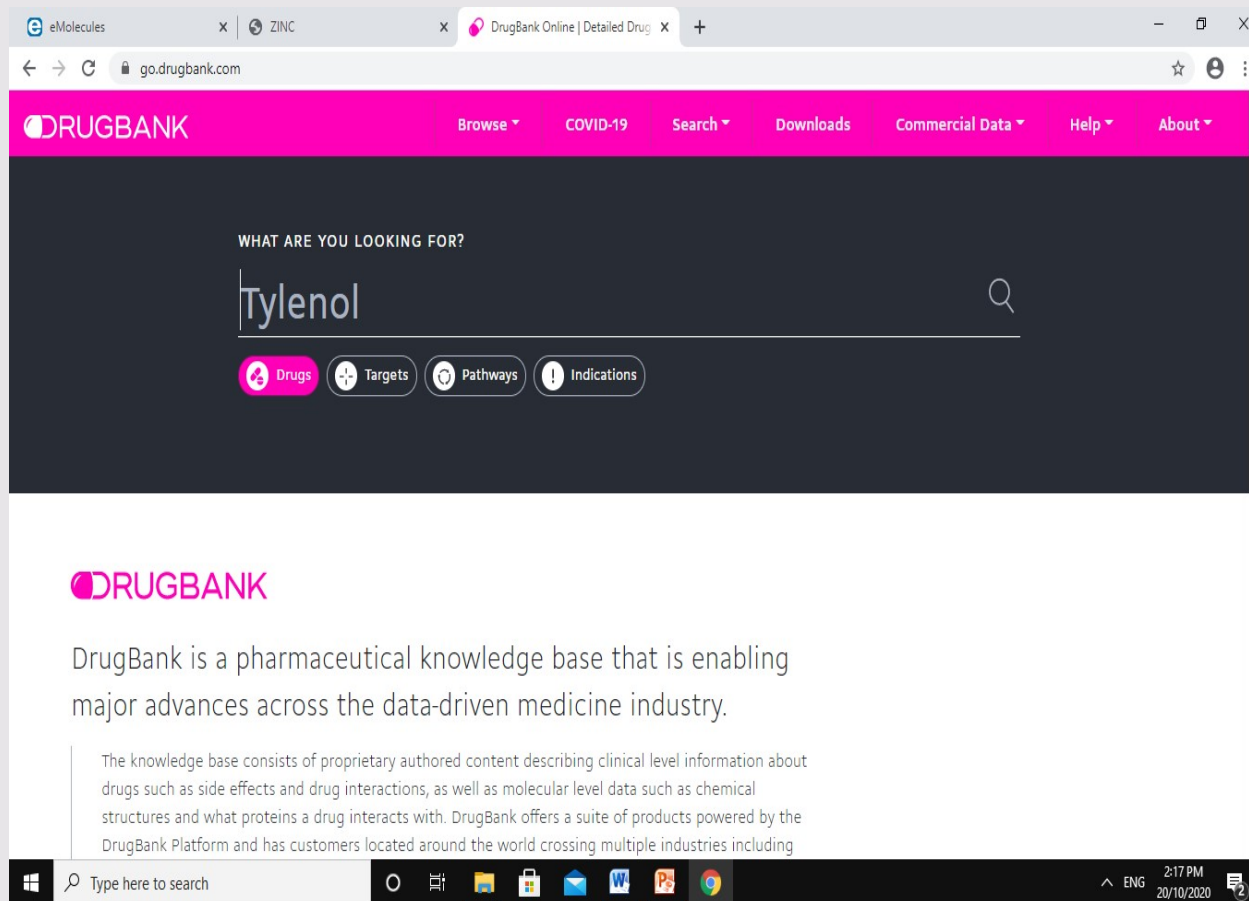 eMolecules
ZINC
DrugBank Online | Detailed Drug
go.drugbank.com
DRUGBANK
Browse
COVID-19
Search
Downloads
Commercial Data
Help
About
WHAT ARE YOU LOOKING FOR?
Tylenol
Drugs
Targets
Pathways
Indications
DRUGBANK
DrugBank is a pharmaceutical knowledge base that is enabling
major advances across the data-driven medicine industry.
The knowledge base consists of proprietary authored content describing clinical level information about
drugs such as side effects and drug interactions, as well as molecular level data such as chemical
structures and what proteins a drug interacts with. DrugBank offers a suite of products powered by the
DrugBank Platform and has customers located around the world crossing multiple industries including
Type here to search
ENG
2:17 PM
20/10/2020
2